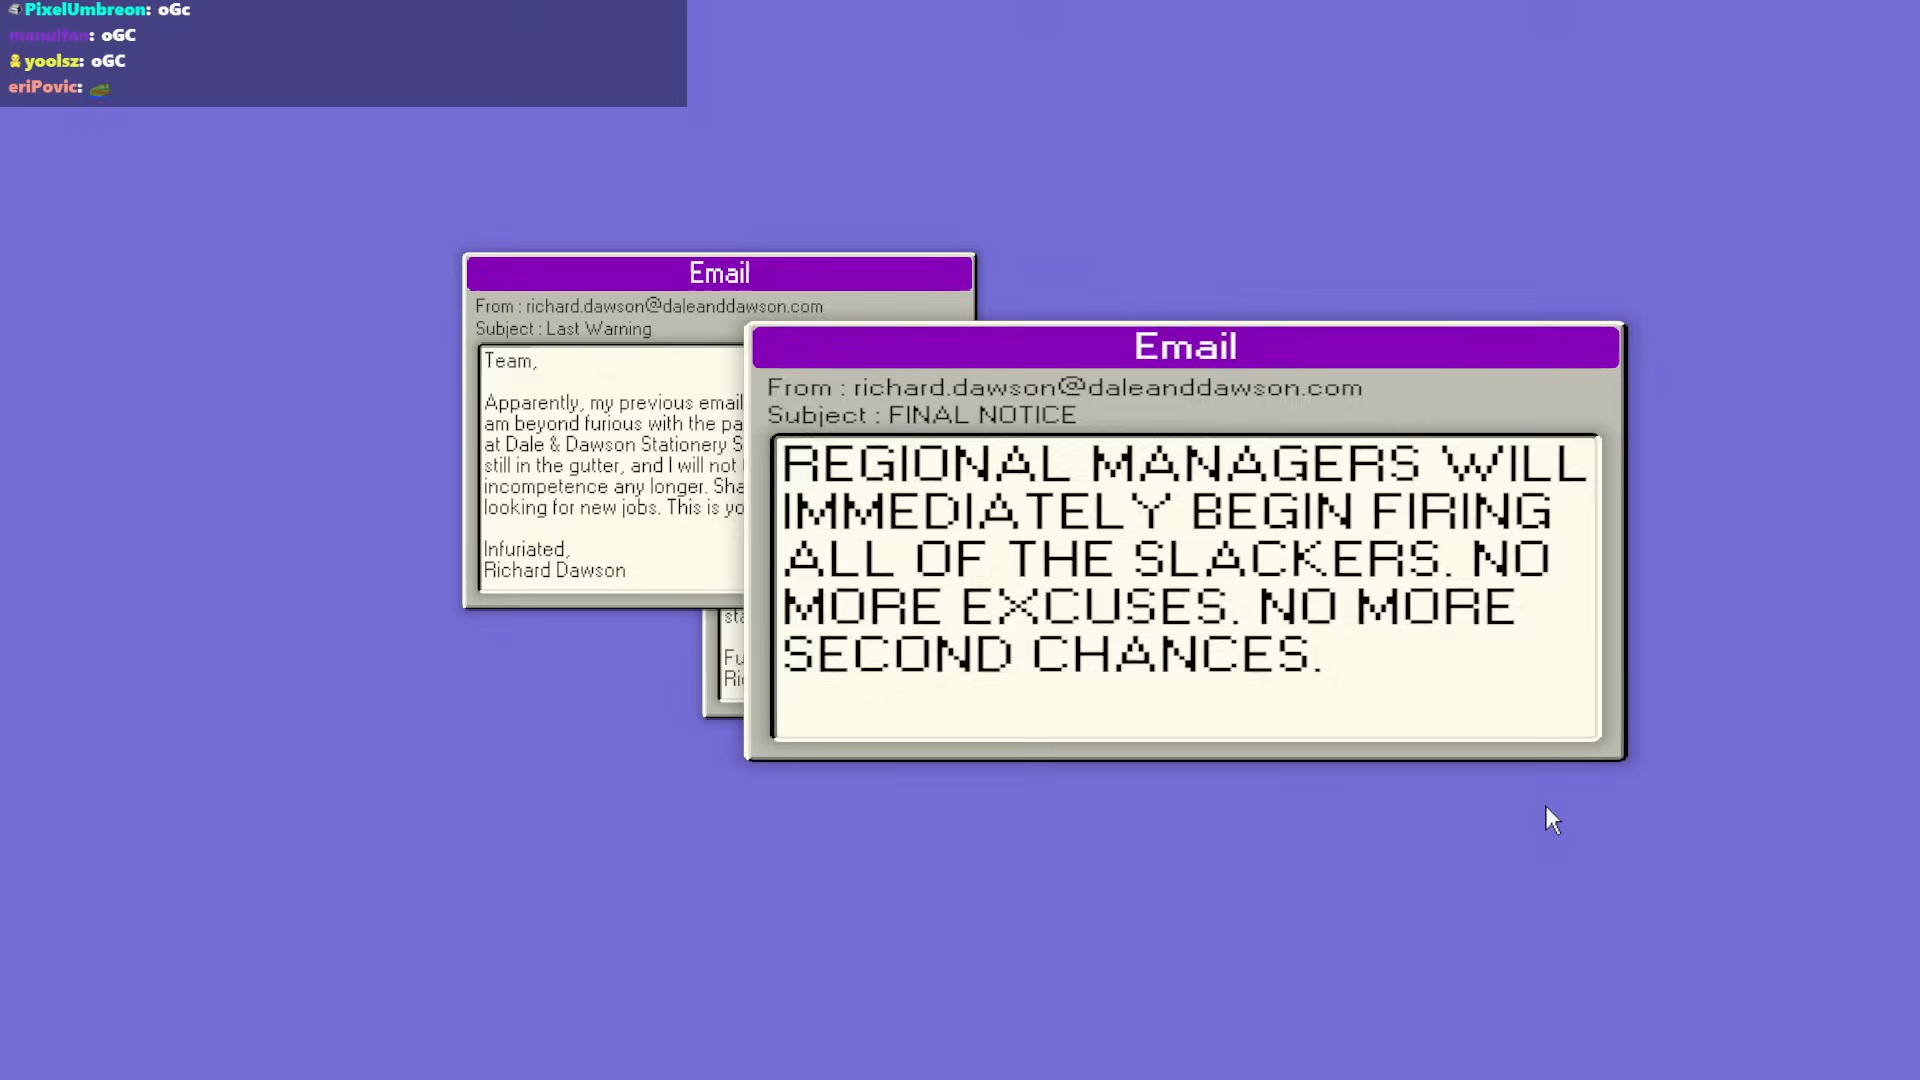 PixelUmbreon: oGc
manulfan: oGC
yoolsz: oGC
eriPovic:
Email
From : richard.dawson@daleanddawson.com
Subject : Last Warning
Team,
Apparently, my previous email
am beyond furious with the
at Dale & Dawson Stationery
still in the gutter, and I will not
incompetence any longer.
looking for new jobs. This is
Infuriated,
Richard Dawson
Email
From : richard.dawson@daleanddawson.com
Subject : FINAL NOTICE
REGIONAL MANAGERS WILL
IMMEDIATELY BEGIN FIRING
ALL OF THE SLACKERS. NO
MORE EXCUSES. NO MORE
SECOND CHANCES.